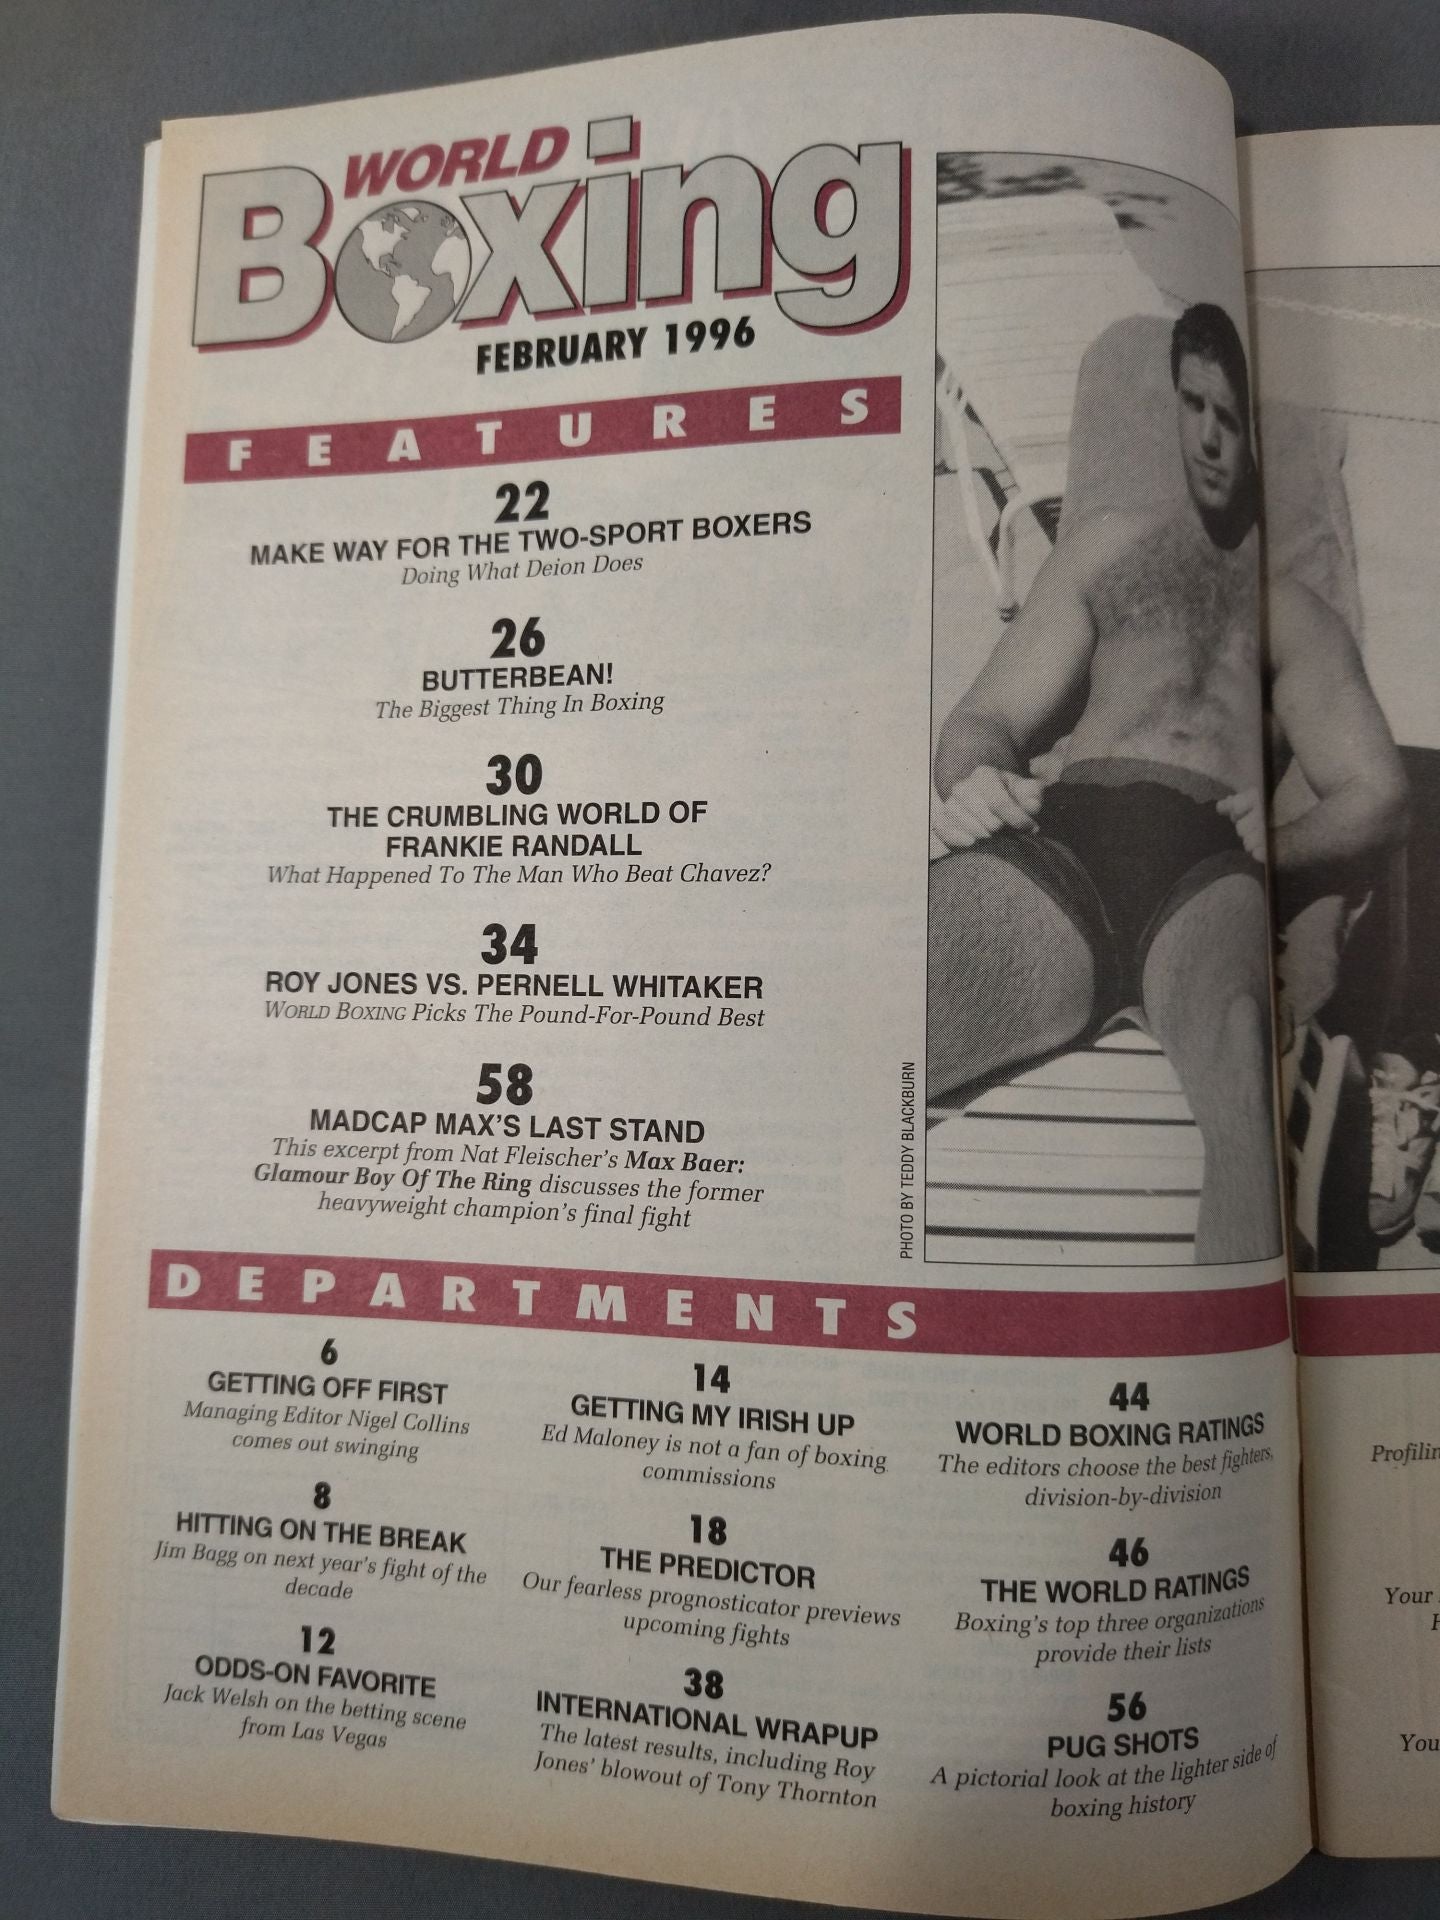 WORLD
Boxing
FEBRUARY 1996
FEATURES
22
MAKE WAY FOR THE TWO-SPORT BOXERS
Doing What Deion Does
26
BUTTERBEAN!
The Biggest Thing In Boxing
30
THE CRUMBLING WORLD OF
FRANKIE RANDALL
What Happened To The Man Who Beat Chavez?
34
ROY JONES VS. PERNELL WHITAKER
WORLD BOXING Picks The Pound-For-Pound Best
58
MADCAP MAX'S LAST STAND
This excerpt from Nat Fleischer's Max Baer:
Glamour Boy Of The Ring discusses the former
heavyweight champion's final fight
PHOTO BY TEDDY BLACKBURN
DEPARTMENTS
6
GETTING OFF FIRST
Managing Editor Nigel Collins
comes out swinging
8
HITTING ON THE BREAK
Jim Bagg on next year's fight of the
decade
12
ODDS-ON FAVORITE
Jack Welsh on the betting scene
from Las Vegas
14
GETTING MY IRISH UP
Ed Maloney is not a fan of boxing
commissions
18
THE PREDICTOR
Our fearless prognosticator previews
upcoming fights
38
INTERNATIONAL WRAPUP
The latest results, including Roy
Jones' blowout of Tony Thornton
44
WORLD BOXING RATINGS
The editors choose the best fighters,
division-by-division
46
THE WORLD RATINGS
Boxing's top three organizations
provide their lists
56
PUG SHOTS
A pictorial look at the lighter side of
boxing history
Your